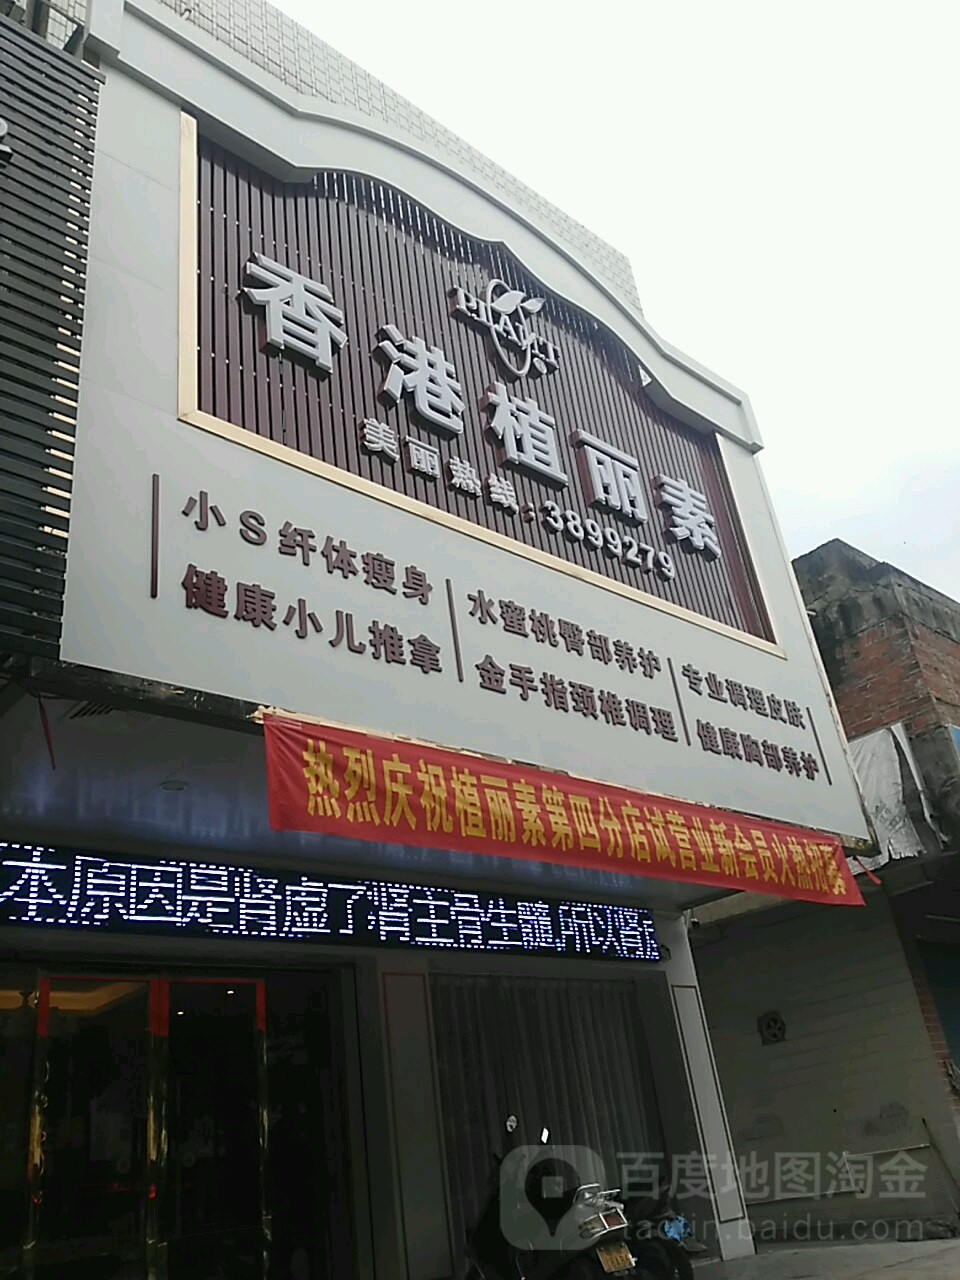 PLANT
香港植丽素
美丽热线:3899279
小S纤体瘦身
健康小儿推拿
水蜜桃臀部养护
金手指颈椎调理
专业调理皮肤
健康胸部养护
热烈庆祝植丽素第四分店试营业新会员火热招募
本原因是肾虚了肾主骨生髓,所以肾
百度地图淘金
taojin.baidu.com